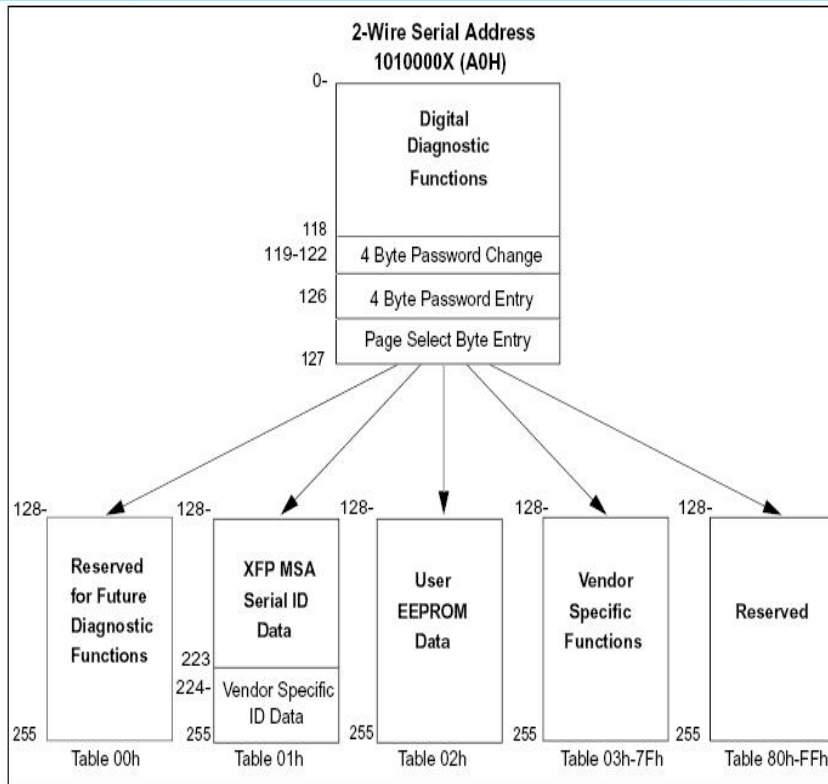 2-Wire Serial Address
1010000X (A0H)
0-
Digital
Diagnostic
Functions
118
119-122
4 Byte Password Change
126
4 Byte Password Entry
Page Select Byte Entry
127
128-
Reserved
for Future
Diagnostic
Functions
255
Table 00h
128-
XFP MSA
Serial ID
Data
223
224-
Vendor Specific
ID Data
255
Table 01h
128-
User
EEPROM
Data
255
Table 02h
128-
Vendor
Specific
Functions
255
Table 03h-7Fh
128-
Reserved
255
Table 80h-FFh